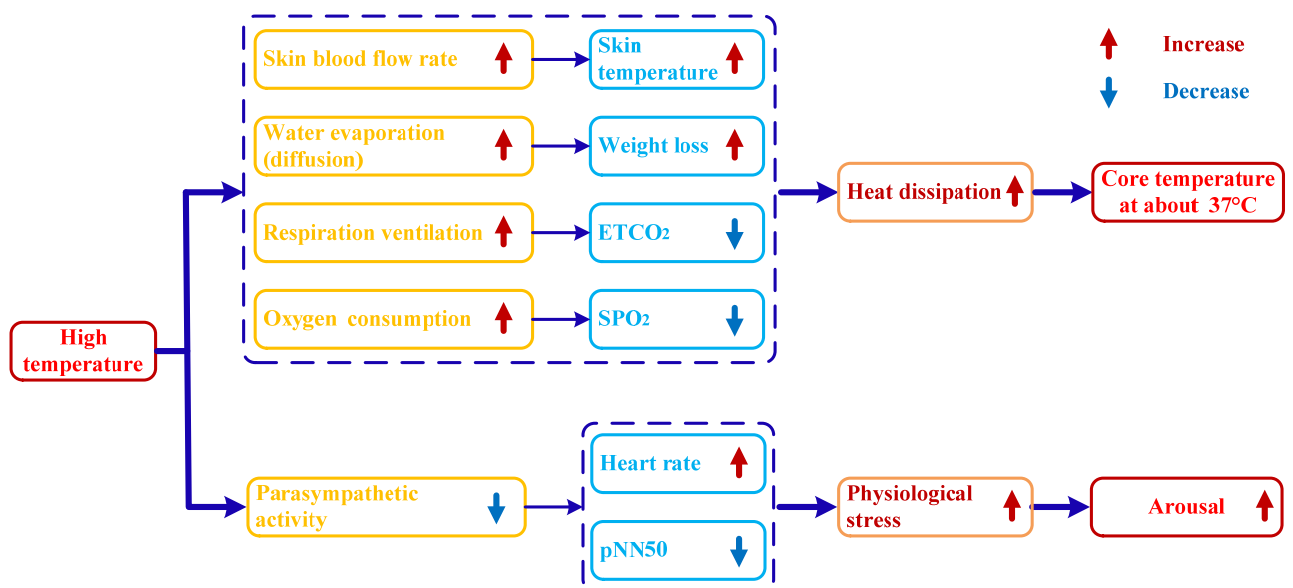 Skin blood flow rate
Skin
temperature
Increase
Decrease
Water evaporation
(diffusion)
Weight loss
Heat dissipation
Core temperature
at about 37°C
Respiration ventilation
ETCO₂
Oxygen consumption
SPO₂
High
temperature
Parasympathetic
activity
Heart rate
pNN50
Physiological
stress
Arousal